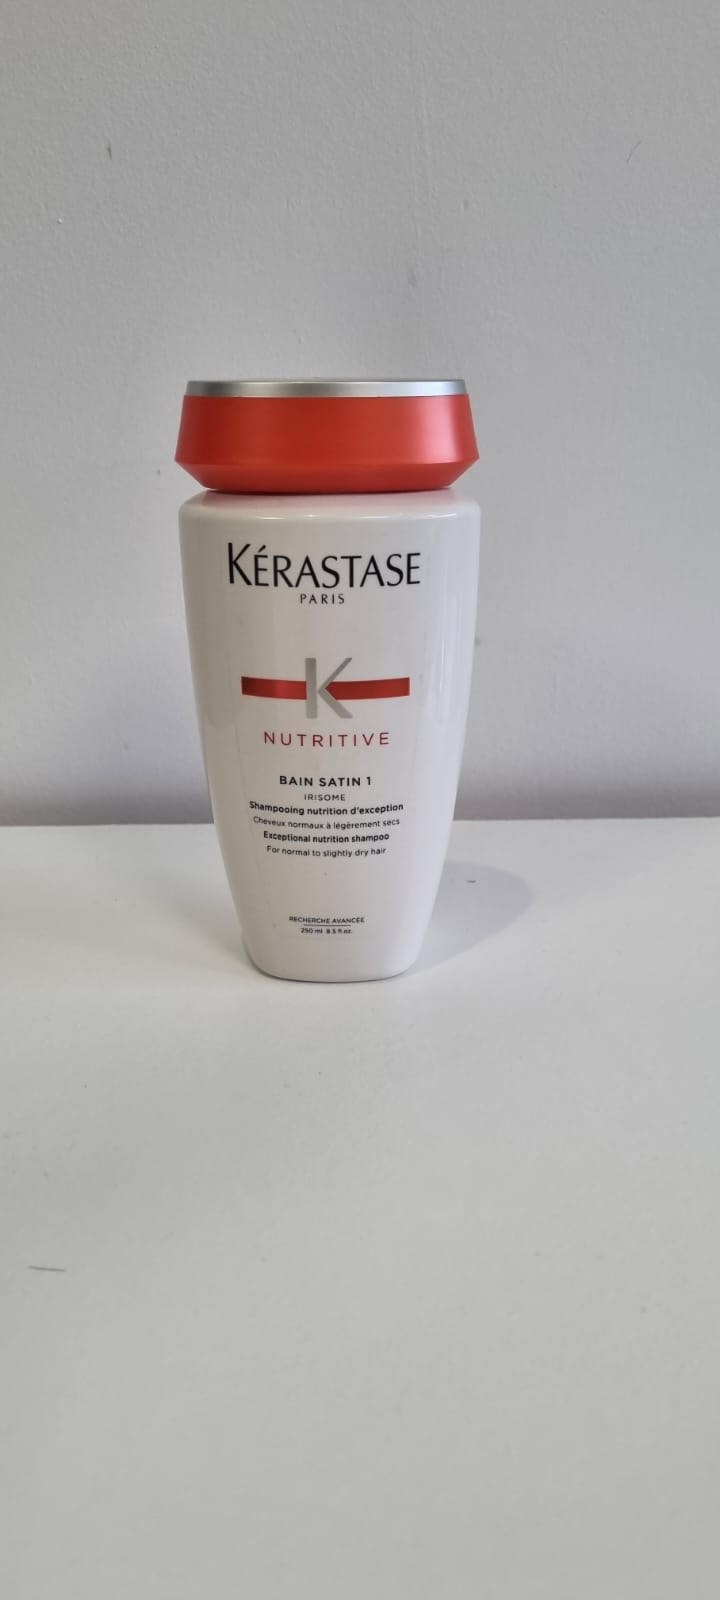 KÉRASTASE
PARIS
K
NUTRITIVE
BAIN SATIN 1
IRISOME
Shampooing nutrition d'exception
Cheveux normaux à légèrement secs
Exceptional nutrition shampoo
For normal to slightly dry hair
RECHERCHE AVANCÉE
250 ml 8.5 fl oz.